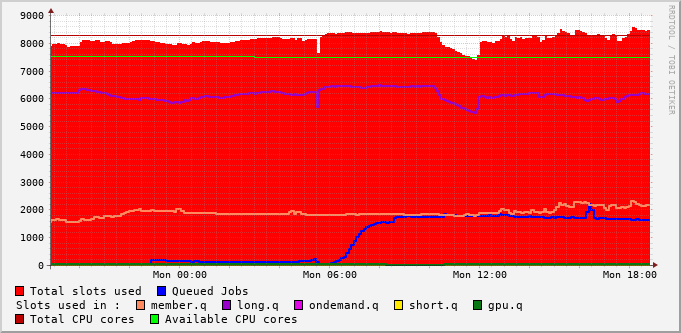 9000
8000
7000
6000
5000
4000
3000
2000
1000
0
Mon 00:00 Mon 06:00 Mon 12:00 Mon 18:00
RRDTOOL / TOBI OETIKER
Total slots used Queued Jobs
Slots used in : member.q long.q ondemand.q short.q gpu.q
Total CPU cores Available CPU cores